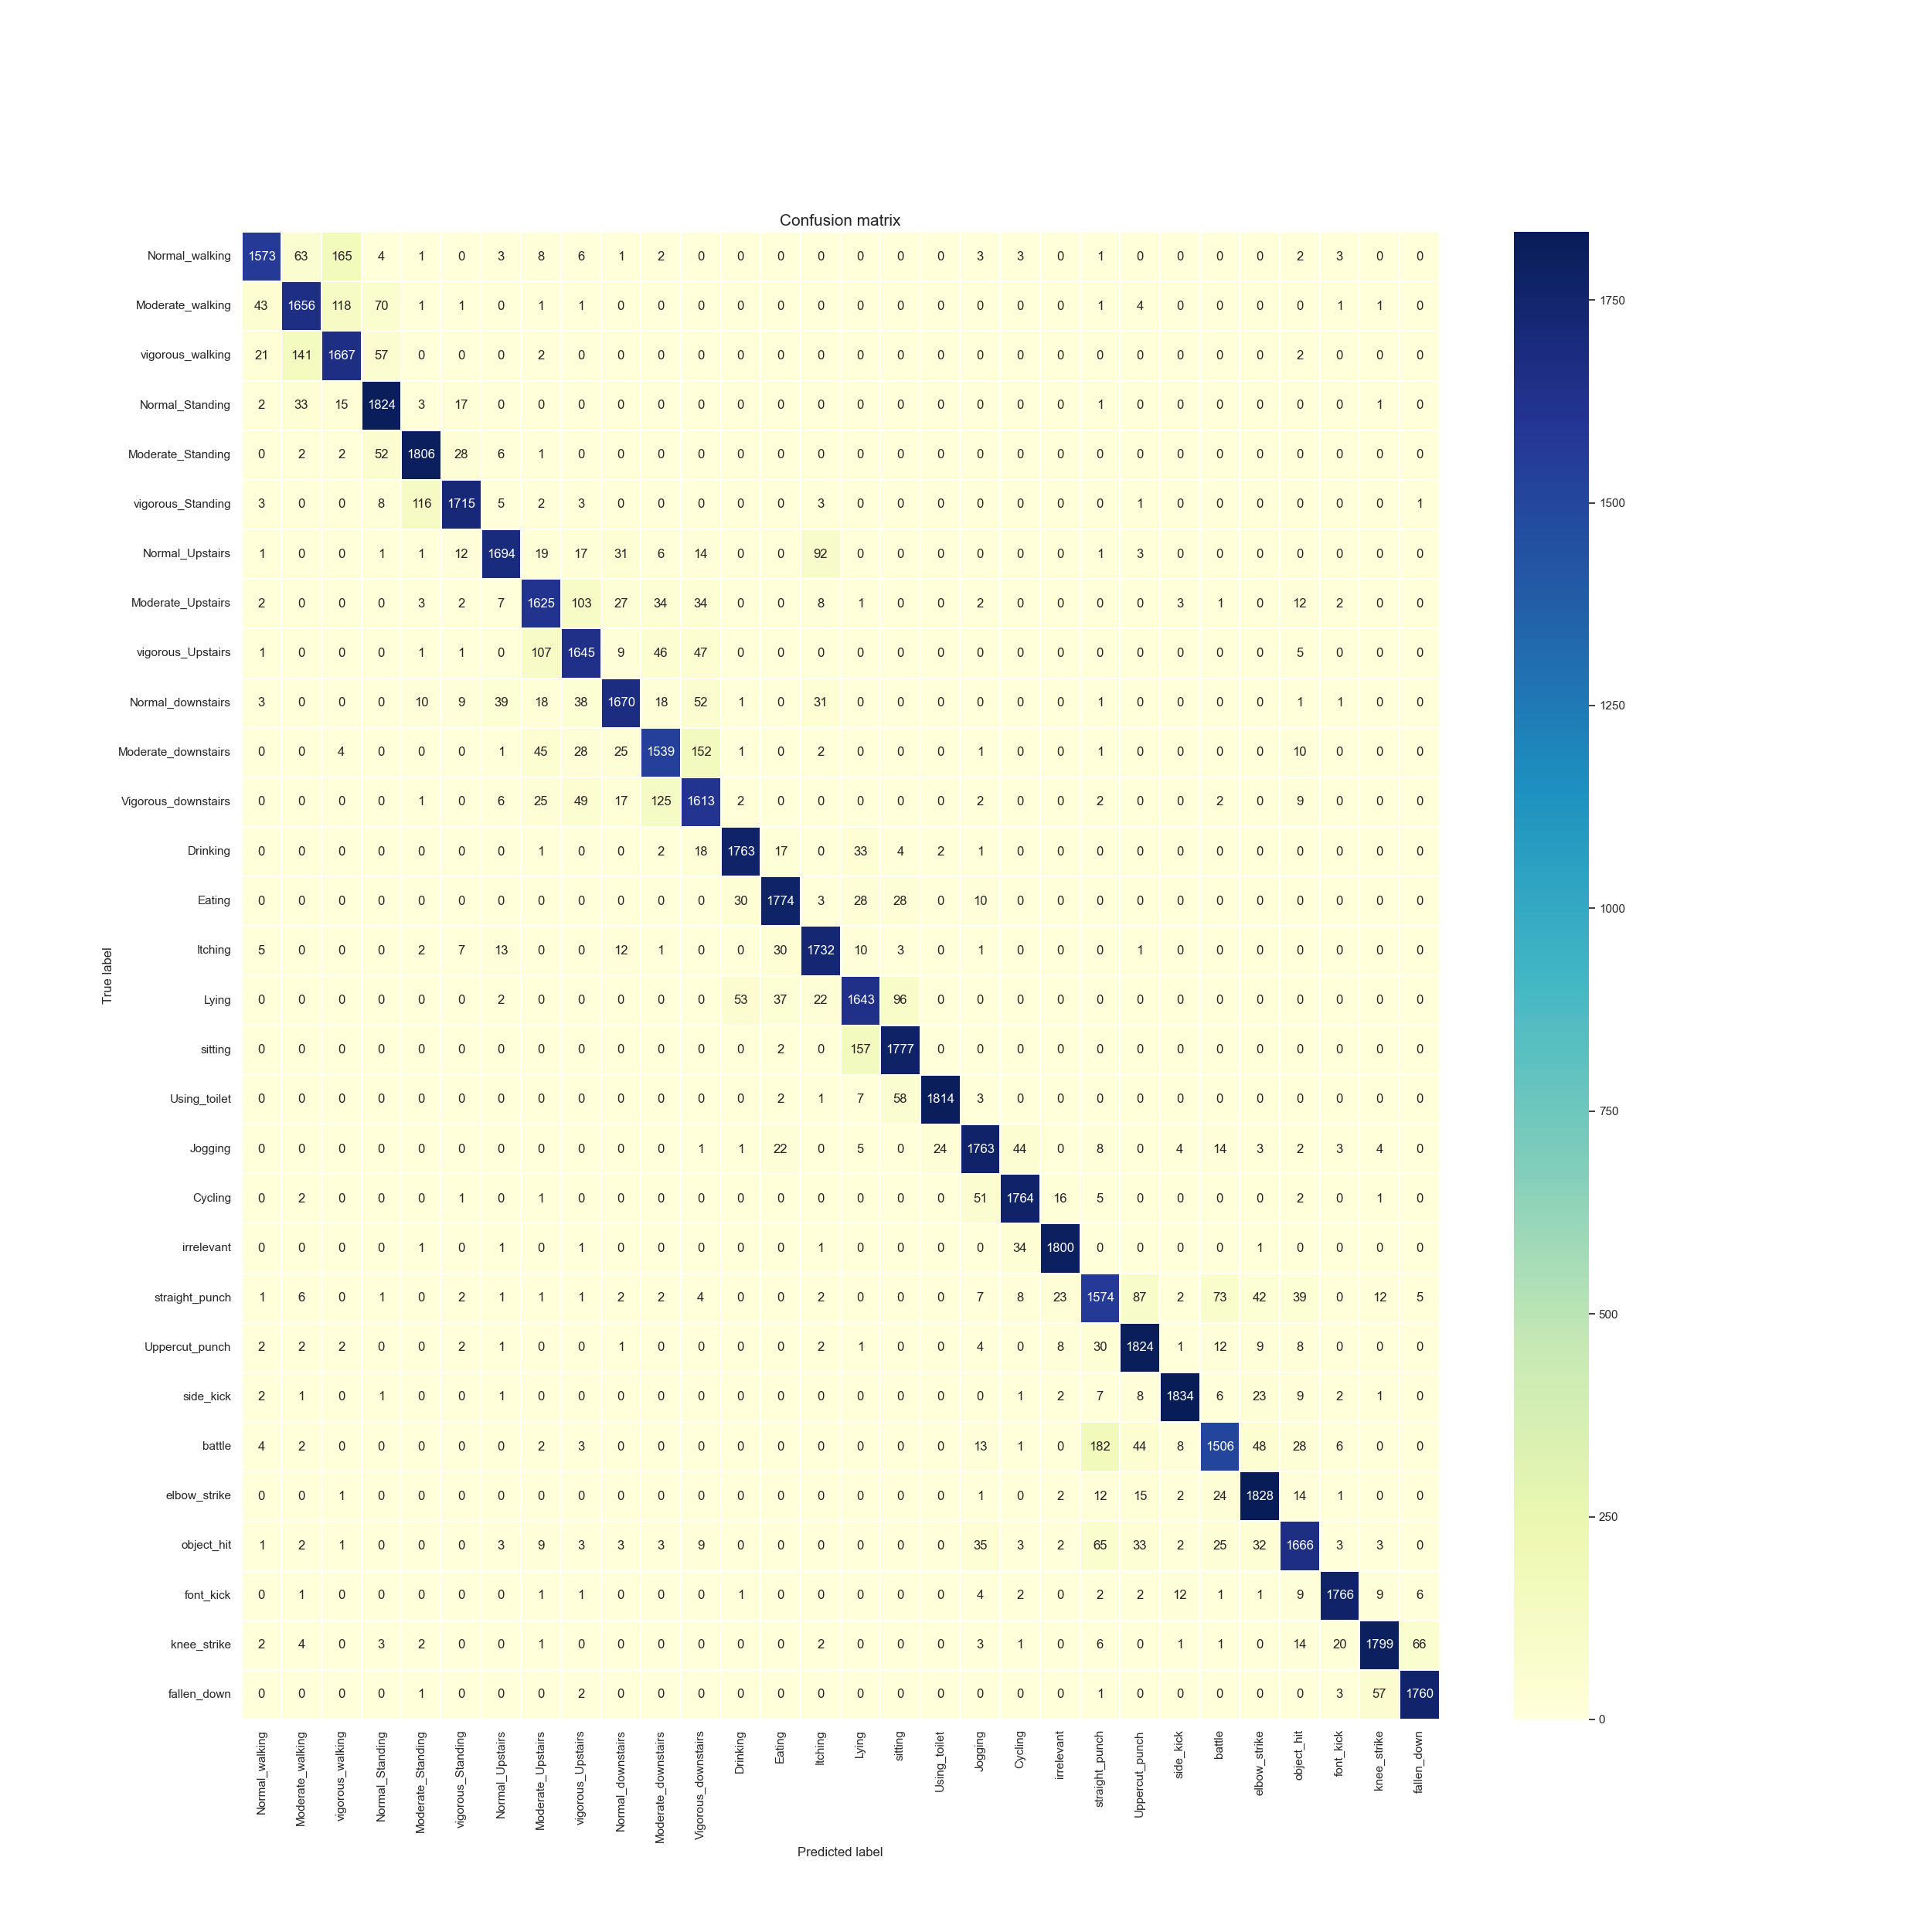 Confusion matrix
Normal_walking 1573 63 165 4 1 0 3 8 6 1 2 0 0 0 0 0 0 0 3 3 0 1 0 0 0 0 2 3 0 0
Moderate_walking 43 1656 118 70 1 1 0 1 1 0 0 0 0 0 0 0 0 0 0 0 0 1 4 0 0 0 0 1 1 0
vigorous_walking 21 141 1667 57 0 0 0 2 0 0 0 0 0 0 0 0 0 0 0 0 0 0 0 0 0 0 2 0 0 0
Normal_Standing 2 33 15 1824 3 17 0 0 0 0 0 0 0 0 0 0 0 0 0 0 0 1 0 0 0 0 0 0 1 0
Moderate_Standing 0 2 2 52 1806 28 6 1 0 0 0 0 0 0 0 0 0 0 0 0 0 0 0 0 0 0 0 0 0 0
vigorous_Standing 3 0 0 8 116 1715 5 2 3 0 0 0 0 0 3 0 0 0 0 0 0 0 1 0 0 0 0 0 0 1
Normal_Upstairs 1 0 0 1 1 12 1694 19 17 31 6 14 0 0 92 0 0 0 0 0 0 1 3 0 0 0 0 0 0 0
Moderate_Upstairs 2 0 0 0 3 2 7 1625 103 27 34 34 0 0 8 1 0 0 2 0 0 0 0 3 1 0 12 2 0 0
vigorous_Upstairs 1 0 0 0 1 1 0 107 1645 9 46 47 0 0 0 0 0 0 0 0 0 0 0 0 0 0 5 0 0 0
Normal_downstairs 3 0 0 0 10 9 39 18 38 1670 18 52 1 0 31 0 0 0 0 0 0 1 0 0 0 0 1 1 0 0
Moderate_downstairs 0 0 4 0 0 0 1 45 28 25 1539 152 1 0 2 0 0 0 1 0 0 1 0 0 0 0 10 0 0 0
Vigorous_downstairs 0 0 0 0 1 0 6 25 49 17 125 1613 2 0 0 0 0 0 2 0 0 2 0 0 2 0 9 0 0 0
Drinking 0 0 0 0 0 0 0 1 0 0 2 18 1763 17 0 33 4 2 1 0 0 0 0 0 0 0 0 0 0 0
Eating 0 0 0 0 0 0 0 0 0 0 0 0 30 1774 3 28 28 0 10 0 0 0 0 0 0 0 0 0 0 0
Itching 5 0 0 0 2 7 13 0 0 12 1 0 0 30 1732 10 3 0 1 0 0 0 1 0 0 0 0 0 0 0
Lying 0 0 0 0 0 0 2 0 0 0 0 0 53 37 22 1643 96 0 0 0 0 0 0 0 0 0 0 0 0 0
sitting 0 0 0 0 0 0 0 0 0 0 0 0 0 2 0 157 1777 0 0 0 0 0 0 0 0 0 0 0 0 0
Using_toilet 0 0 0 0 0 0 0 0 0 0 0 0 0 2 1 7 58 1814 3 0 0 0 0 0 0 0 0 0 0 0
Jogging 0 0 0 0 0 0 0 0 0 0 0 1 1 22 0 5 0 24 1763 44 0 8 0 4 14 3 2 3 4 0
Cycling 0 2 0 0 0 1 0 1 0 0 0 0 0 0 0 0 0 0 51 1764 16 5 0 0 0 0 2 0 1 0
irrelevant 0 0 0 0 1 0 1 0 1 0 0 0 0 0 1 0 0 0 0 34 1800 0 0 0 0 1 0 0 0 0
straight_punch 1 6 0 1 0 2 1 1 1 2 2 4 0 0 2 0 0 0 7 8 23 1574 87 2 73 42 39 0 12 5
Uppercut_punch 2 2 2 0 0 2 1 0 0 1 0 0 0 0 2 1 0 0 4 0 8 30 1824 1 12 9 8 0 0 0
side_kick 2 1 0 1 0 0 1 0 0 0 0 0 0 0 0 0 0 0 0 1 2 7 8 1834 6 23 9 2 1 0
battle 4 2 0 0 0 0 0 2 3 0 0 0 0 0 0 0 0 0 13 1 0 182 44 8 1506 48 28 6 0 0
elbow_strike 0 0 1 0 0 0 0 0 0 0 0 0 0 0 0 0 0 0 1 0 2 12 15 2 24 1828 14 1 0 0
object_hit 1 2 1 0 0 0 3 9 3 3 3 9 0 0 0 0 0 0 35 3 2 65 33 2 25 32 1666 3 3 0
font_kick 0 1 0 0 0 0 0 1 1 0 0 0 1 0 0 0 0 0 4 2 0 2 2 12 1 1 9 1766 9 6
knee_strike 2 4 0 3 2 0 0 1 0 0 0 0 0 0 2 0 0 0 3 1 0 6 0 1 1 0 14 20 1799 66
fallen_down 0 0 0 0 1 0 0 0 2 0 0 0 0 0 0 0 0 0 0 0 0 1 0 0 0 0 0 3 57 1760
True label
Normal_walking
Moderate_walking
vigorous_walking
Normal_Standing
Moderate_Standing
vigorous_Standing
Normal_Upstairs
Moderate_Upstairs
vigorous_Upstairs
Normal_downstairs
Moderate_downstairs
Vigorous_downstairs
Drinking
Eating
Itching
Lying
sitting
Using_toilet
Jogging
Cycling
irrelevant
straight_punch
Uppercut_punch
side_kick
battle
elbow_strike
object_hit
font_kick
knee_strike
fallen_down
Predicted label
1750
1500
1250
1000
750
500
250
0